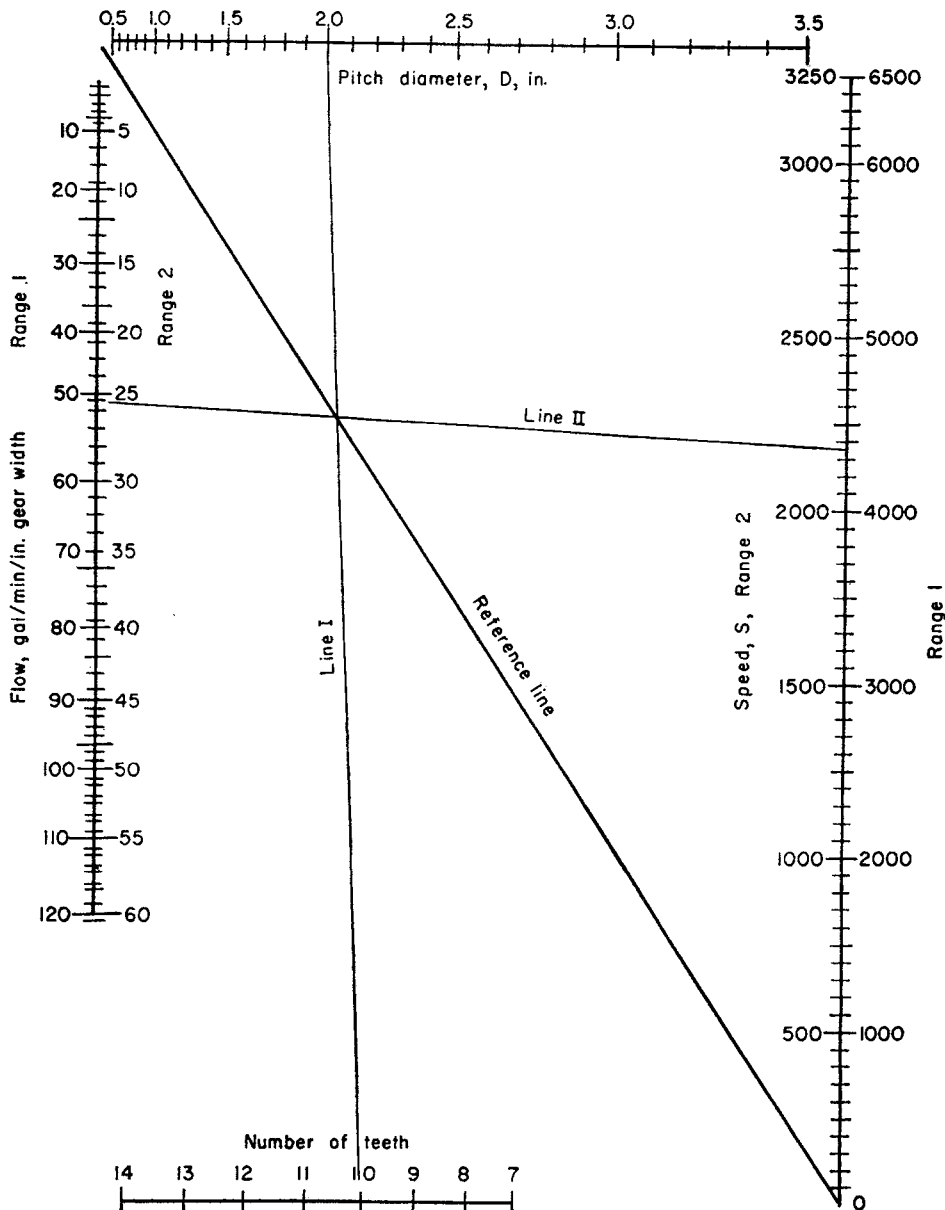 0.5 1.0 1.5 2.0 2.5 3.0 3.5
Pitch diameter, D, in.
3250 6500
10 5
3000 6000
20 10
30 15
Range 1
Range 2
40 20
2500 5000
50 25
Line II
Flow, gal/min/in. gear width
60 30
2000 4000
70 35
Speed, S, Range 2
Range 1
Line I
Reference line
80 40
1500 3000
90 45
100 50
110 55
1000 2000
120 60
500 1000
Number of teeth
14 13 12 11 10 9 8 7
0